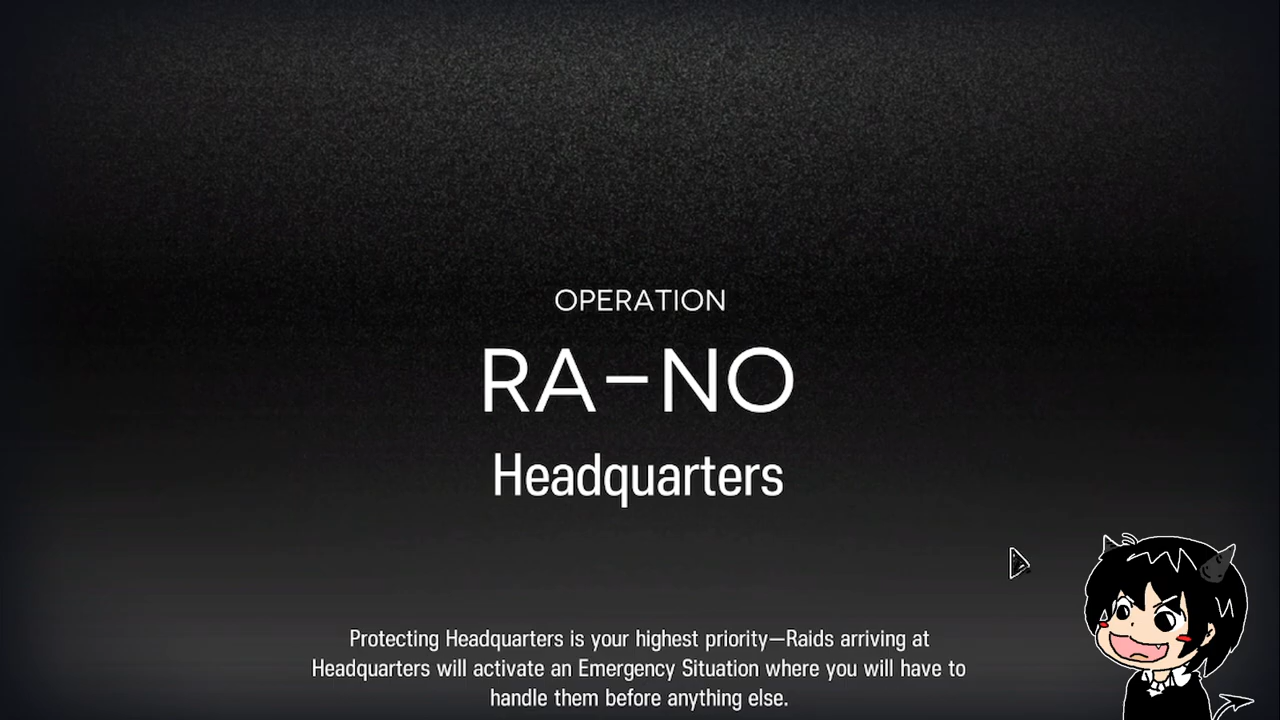 OPERATION
RA-NO
Headquarters
Protecting Headquarters is your highest priority—Raids arriving at
Headquarters will activate an Emergency Situation where you will have to
handle them before anything else.